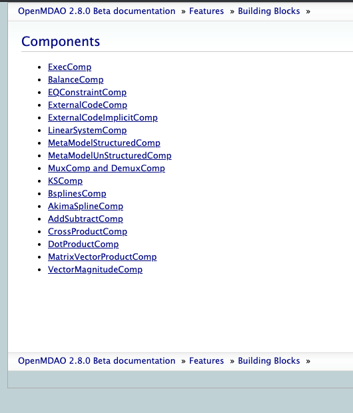 OpenMDAO 2.8.0 Beta documentation » Features » Building Blocks »
Components
ExecComp
BalanceComp
EQConstraintComp
ExternalCodeComp
ExternalCodeImplicitComp
LinearSystemComp
MetaModelStructuredComp
MetaModelUnStructuredComp
MuxComp and DemuxComp
KSComp
BsplinesComp
AkimaSplineComp
AddSubtractComp
CrossProductComp
DotProductComp
MatrixVectorProductComp
VectorMagnitudeComp
OpenMDAO 2.8.0 Beta documentation » Features » Building Blocks »